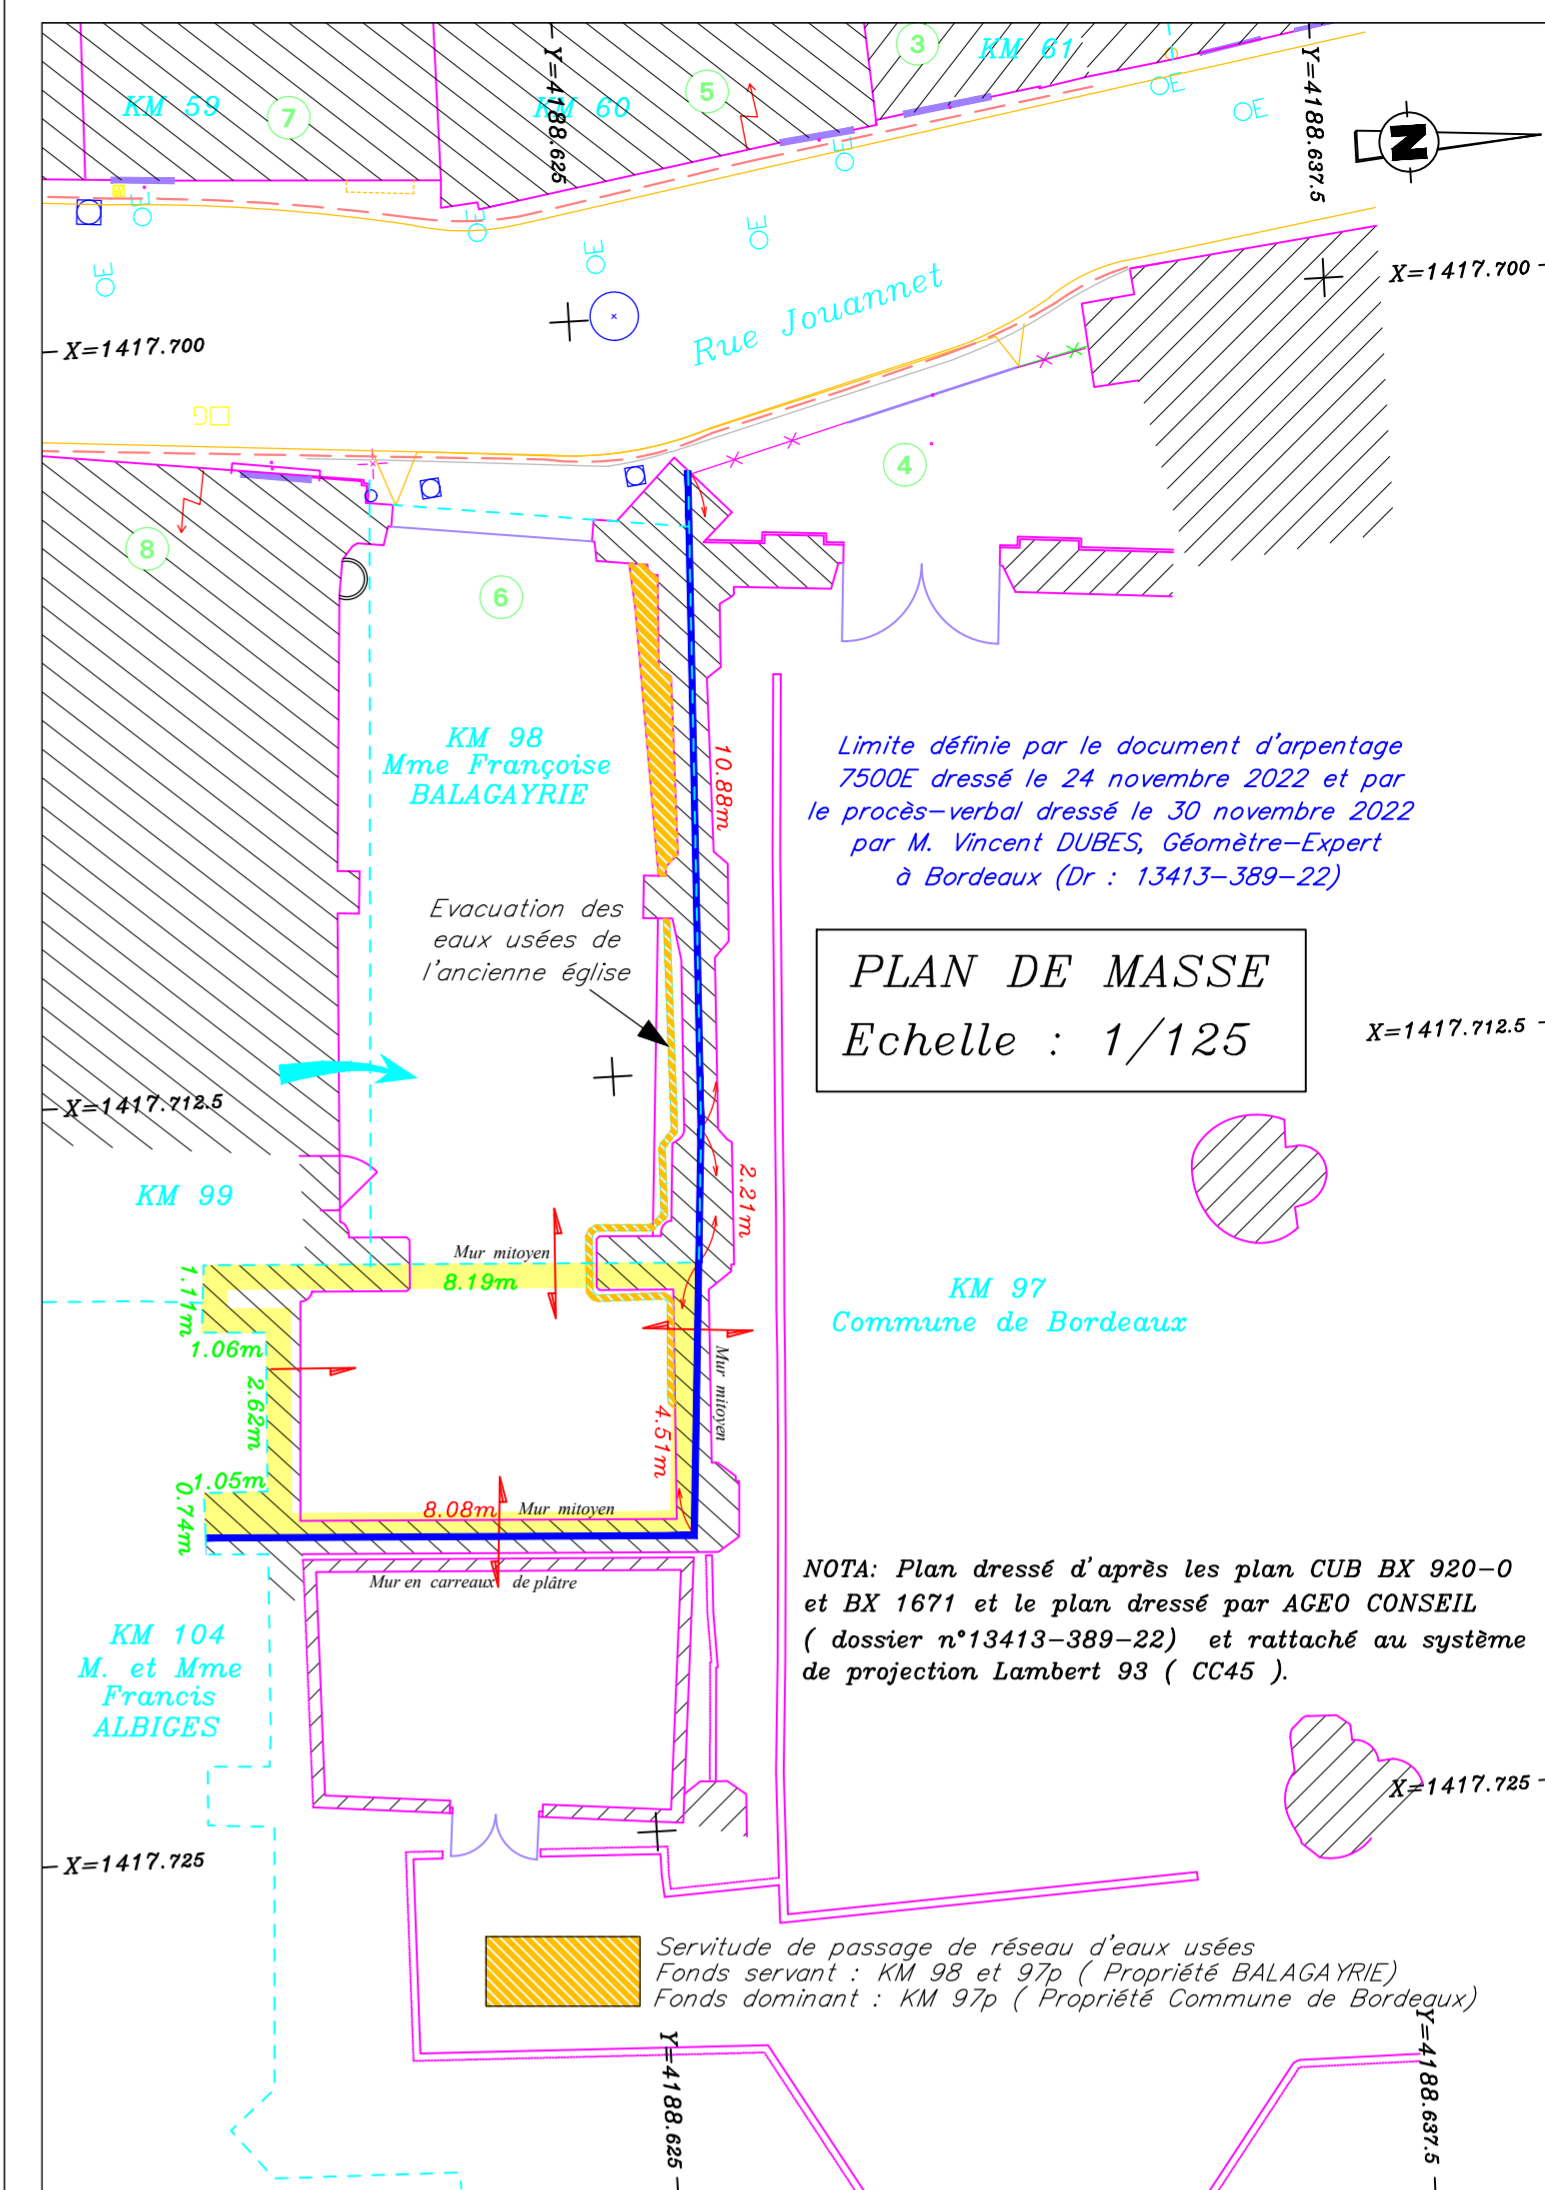 KM 59
7
Y=4188.625
KM 60
5
3
KM 61
Y=4188.637.5
N
OE
OE
OE
OE
OE
OE
OE
OE
X=1417.700
X=1417.700
Rue Jouannet
G
4
8
6
KM 98
Mme Françoise
BALAGAYRIE
10.88m
Limite définie par le document d'arpentage
7500E dressé le 24 novembre 2022 et par
le procès-verbal dressé le 30 novembre 2022
par M. Vincent DUBES, Géomètre-Expert
à Bordeaux (Dr : 13413-389-22)
Evacuation des
eaux usées de
l'ancienne église
PLAN DE MASSE
Echelle : 1/125
X=1417.712.5
X=1417.712.5
KM 99
2.21m
Mur mitoyen
8.19m
1.11m
1.06m
2.62m
1.05m
0.74m
Mur mitoyen
4.51m
8.08m
Mur mitoyen
Mur en carreaux de plâtre
KM 97
Commune de Bordeaux
NOTA: Plan dressé d'après les plan CUB BX 920-0
et BX 1671 et le plan dressé par AGEO CONSEIL
( dossier n°13413-389-22) et rattaché au système
de projection Lambert 93 ( CC45 ).
KM 104
M. et Mme
Francis
ALBIGES
X=1417.725
X=1417.725
Servitude de passage de réseau d'eaux usées
Fonds servant : KM 98 et 97p ( Propriété BALAGAYRIE)
Fonds dominant : KM 97p ( Propriété Commune de Bordeaux)
Y=4188.625
Y=4188.637.5